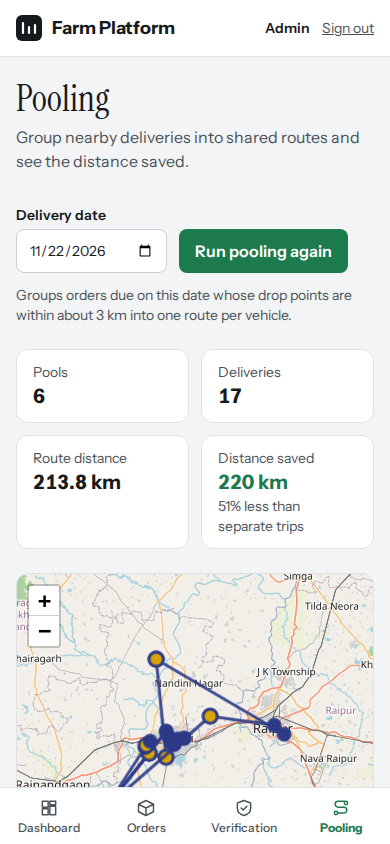 Farm Platform
Admin Sign out
Pooling
Group nearby deliveries into shared routes and
see the distance saved.
Delivery date
11/22/2026
Run pooling again
Groups orders due on this date whose drop points are
within about 3 km into one route per vehicle.
Pools
6
Deliveries
17
Route distance
213.8 km
Distance saved
220 km
51% less than
separate trips
+
−
Simga
Tilda Neora
hairagarh
J K Township
Nandini Nagar
Raipur
Nava Raipur
Rajnandgaon
Dashboard
Orders
Verification
Pooling